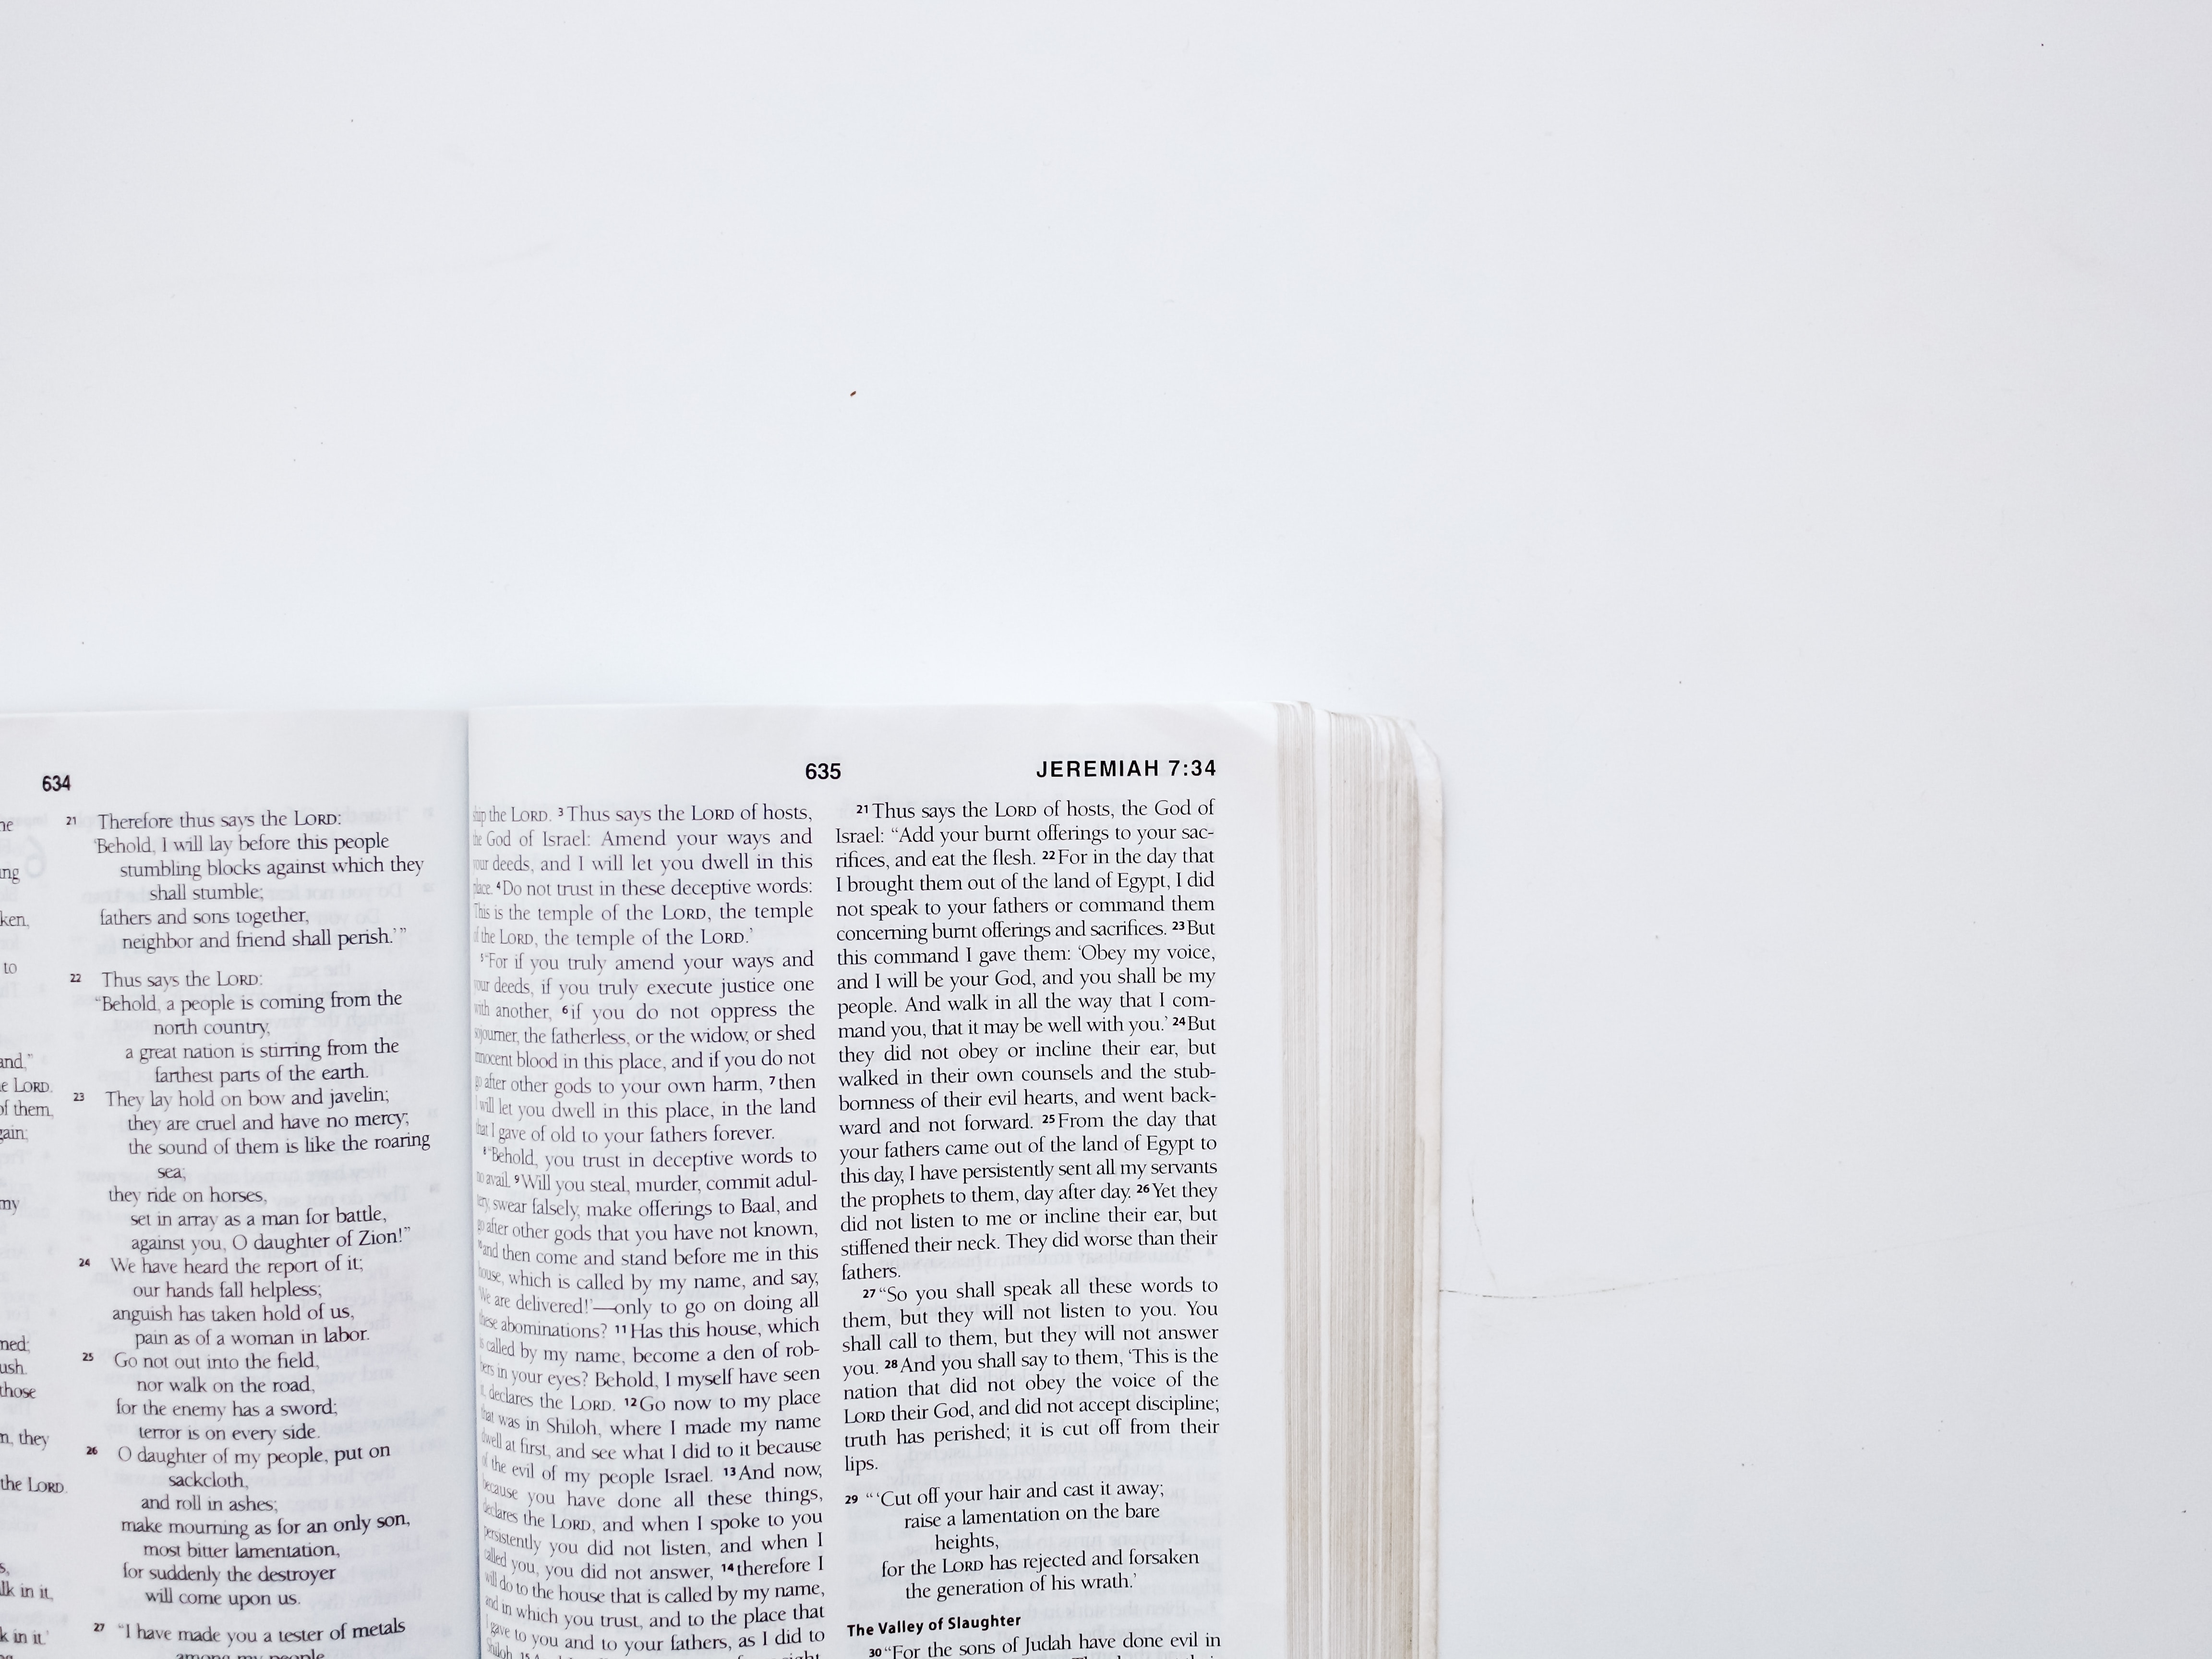 634
ne
ing
ken,
to
and,"
e LORD.
of them,
gain;
my
ned;
ush.
those
n, they
the LORD.
s,
lk in it,
k in it.'
21 Therefore thus says the LORD:
'Behold, I will lay before this people
stumbling blocks against which they
shall stumble;
fathers and sons together,
neighbor and friend shall perish.'"
22 Thus says the LORD:
"Behold, a people is coming from the
north country,
a great nation is stirring from the
farthest parts of the earth.
23 They lay hold on bow and javelin;
they are cruel and have no mercy;
the sound of them is like the roaring
sea;
they ride on horses,
set in array as a man for battle,
against you, O daughter of Zion!"
24 We have heard the report of it;
our hands fall helpless;
anguish has taken hold of us,
pain as of a woman in labor.
25 Go not out into the field,
nor walk on the road,
for the enemy has a sword;
terror is on every side.
26 O daughter of my people, put on
sackcloth,
and roll in ashes;
make mourning as for an only son,
most bitter lamentation,
for suddenly the destroyer
will come upon us.
27 "I have made you a tester of metals
among my people
635 JEREMIAH 7:34
ship the LORD. 3 Thus says the LORD of hosts,
the God of Israel: Amend your ways and
your deeds, and I will let you dwell in this
place. 4 Do not trust in these deceptive words:
'This is the temple of the LORD, the temple
of the LORD, the temple of the LORD.'
5 "For if you truly amend your ways and
your deeds, if you truly execute justice one
with another, 6 if you do not oppress the
sojourner, the fatherless, or the widow, or shed
innocent blood in this place, and if you do not
go after other gods to your own harm, 7 then
I will let you dwell in this place, in the land
that I gave of old to your fathers forever.
8 "Behold, you trust in deceptive words to
no avail. 9 Will you steal, murder, commit adul-
tery, swear falsely, make offerings to Baal, and
go after other gods that you have not known,
10 and then come and stand before me in this
house, which is called by my name, and say,
'We are delivered!'—only to go on doing all
these abominations? 11 Has this house, which
is called by my name, become a den of rob-
bers in your eyes? Behold, I myself have seen
it, declares the LORD. 12 Go now to my place
that was in Shiloh, where I made my name
dwell at first, and see what I did to it because
of the evil of my people Israel. 13 And now,
because you have done all these things,
declares the LORD, and when I spoke to you
persistently you did not listen, and when I
called you, you did not answer, 14 therefore I
will do to the house that is called by my name,
and in which you trust, and to the place that
I gave to you and to your fathers, as I did to
Shiloh. 15
21 Thus says the LORD of hosts, the God of
Israel: "Add your burnt offerings to your sac-
rifices, and eat the flesh. 22 For in the day that
I brought them out of the land of Egypt, I did
not speak to your fathers or command them
concerning burnt offerings and sacrifices. 23 But
this command I gave them: 'Obey my voice,
and I will be your God, and you shall be my
people. And walk in all the way that I com-
mand you, that it may be well with you.' 24 But
they did not obey or incline their ear, but
walked in their own counsels and the stub-
bornness of their evil hearts, and went back-
ward and not forward. 25 From the day that
your fathers came out of the land of Egypt to
this day, I have persistently sent all my servants
the prophets to them, day after day. 26 Yet they
did not listen to me or incline their ear, but
stiffened their neck. They did worse than their
fathers.
27 "So you shall speak all these words to
them, but they will not listen to you. You
shall call to them, but they will not answer
you. 28 And you shall say to them, 'This is the
nation that did not obey the voice of the
LORD their God, and did not accept discipline;
truth has perished; it is cut off from their
lips.
29 "'Cut off your hair and cast it away;
raise a lamentation on the bare
heights,
for the LORD has rejected and forsaken
the generation of his wrath.'
The Valley of Slaughter
30 "For the sons of Judah have done evil in